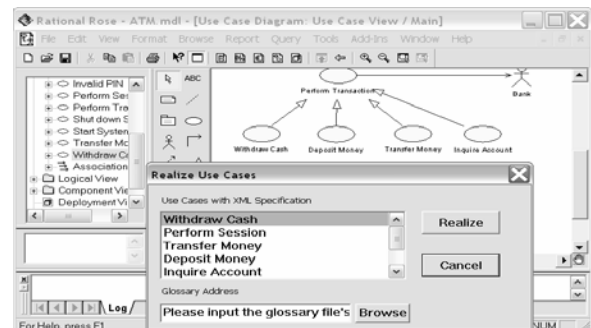 Rational Rose - ATM.mdl - [Use Case Diagram: Use Case View / Main]
File Edit View Format Browse Report Query Tools Add-Ins Window Help
ABC
Invalid PIN
Perform Ses
Perform Tra
Shut down S
Start System
Transfer Mc
Withdraw C
Association
Logical View
Component Vie
Deployment Vi
Perform Transaction
Bank
Withdraw Cash
Deposit Money
Transfer Money
Inquire Account
Realize Use Cases
Use Cases with XML Specification
Withdraw Cash
Perform Session
Transfer Money
Deposit Money
Inquire Account
Realize
Cancel
Glossary Address
Please input the glossary file's
Browse
Log
For Help, press F1
NUM